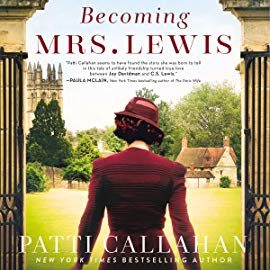 Becoming
MRS. LEWIS
"Patti Callahan seems to have found the story she was born to tell
in this tale of unlikely friendship turned true love
between Joy Davidman and C.S. Lewis."
—PAULA MCLAIN, New York Times bestselling author of The Paris Wife
PATTI CALLAHAN
NEW YORK TIMES BESTSELLING AUTHOR